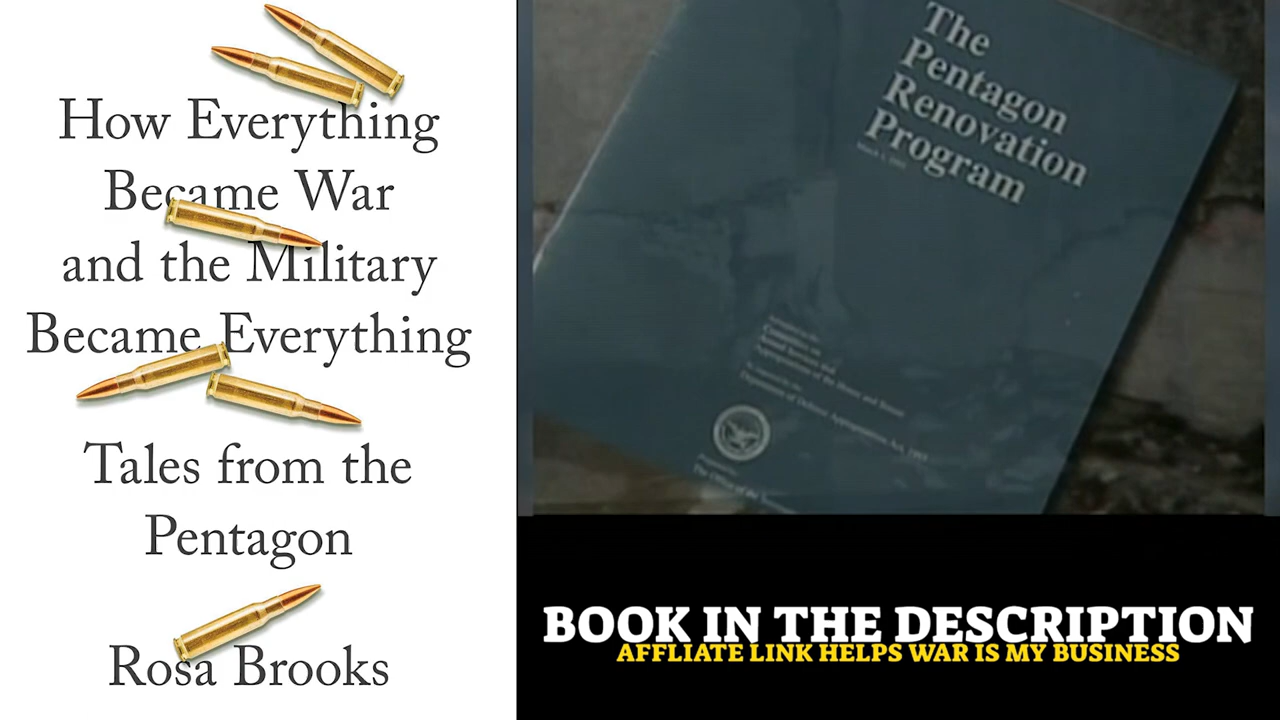 How Everything
Became War
and the Military
Became Everything
Tales from the
Pentagon
Rosa Brooks
The
Pentagon
Renovation
Program
BOOK IN THE DESCRIPTION
AFFLIATE LINK HELPS WAR IS MY BUSINESS